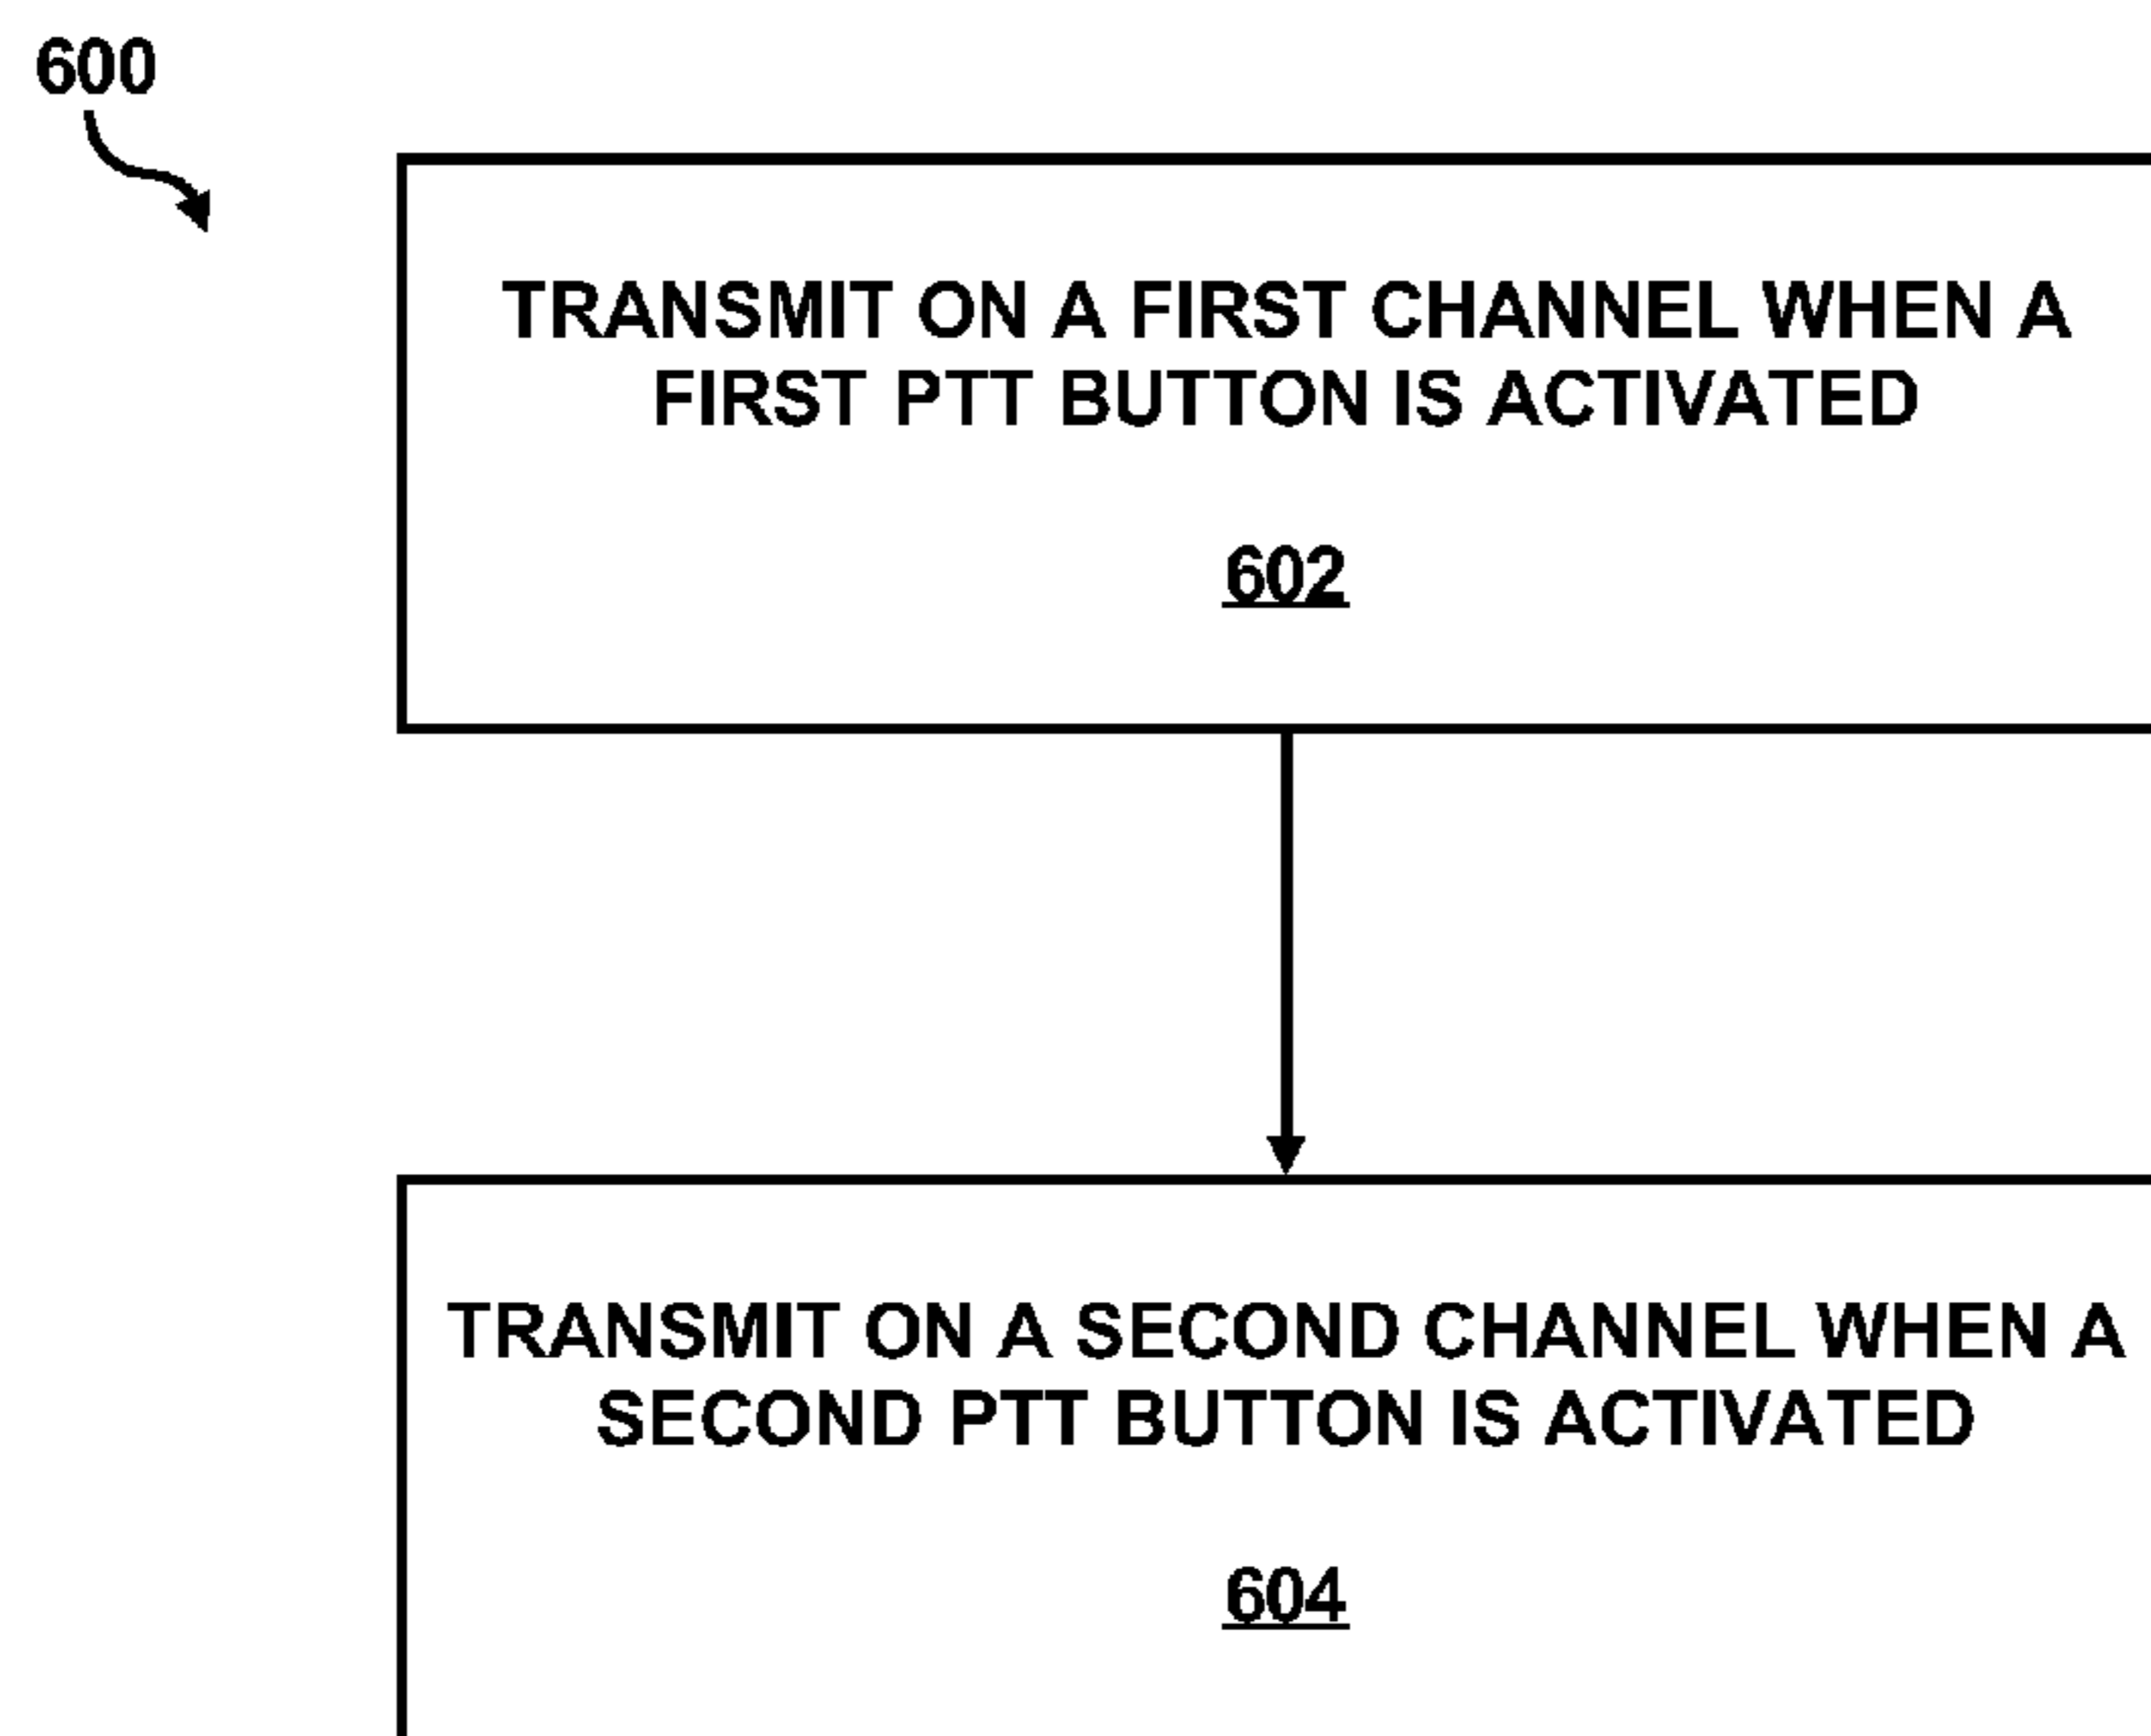 600
TRANSMIT ON A FIRST CHANNEL WHEN A
FIRST PTT BUTTON IS ACTIVATED
602
TRANSMIT ON A SECOND CHANNEL WHEN A
SECOND PTT BUTTON IS ACTIVATED
604